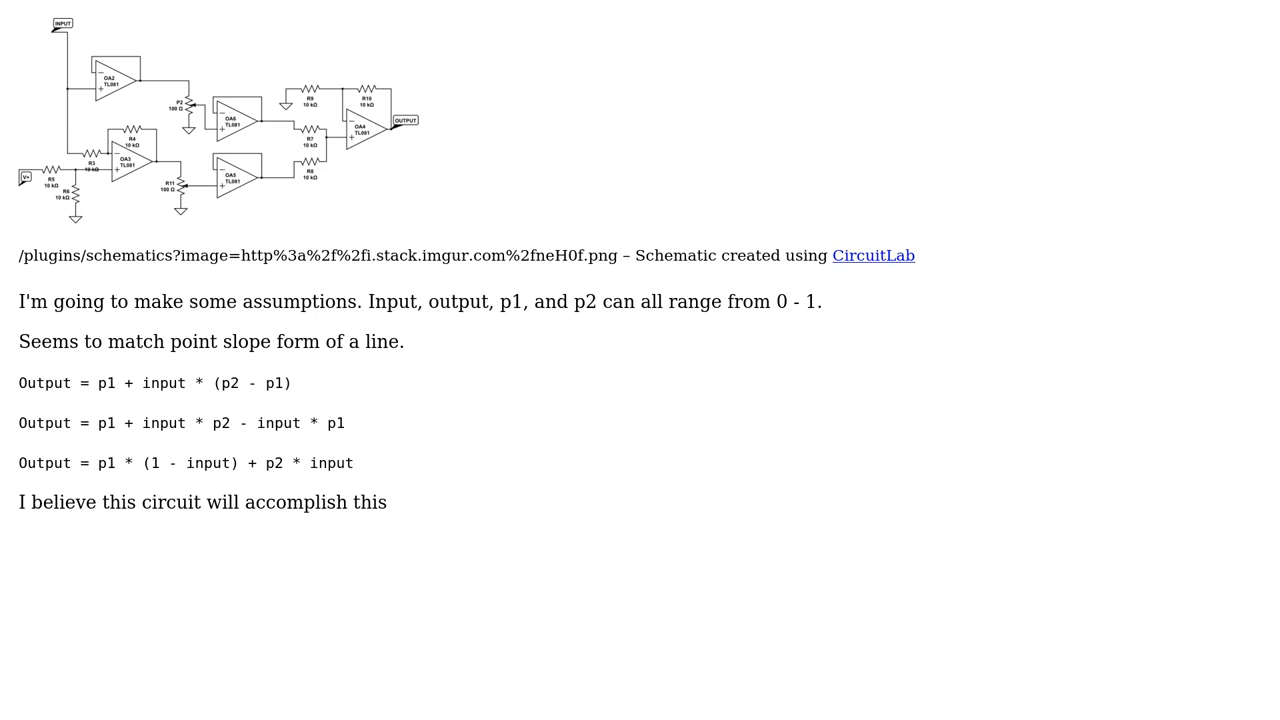 INPUT
OA2
TL081
P2
100 Ω
OA6
TL081
R9
10 kΩ
R10
10 kΩ
OA4
TL081
OUTPUT
R7
10 kΩ
R4
10 kΩ
R3
10 kΩ
OA3
TL081
R8
10 kΩ
OA5
TL081
R11
100 Ω
V+
R5
10 kΩ
R6
10 kΩ
/plugins/schematics?image=http%3a%2f%2fi.stack.imgur.com%2fneH0f.png – Schematic created using CircuitLab
I'm going to make some assumptions. Input, output, p1, and p2 can all range from 0 - 1.
Seems to match point slope form of a line.
Output = p1 + input * (p2 - p1)
Output = p1 + input * p2 - input * p1
Output = p1 * (1 - input) + p2 * input
I believe this circuit will accomplish this